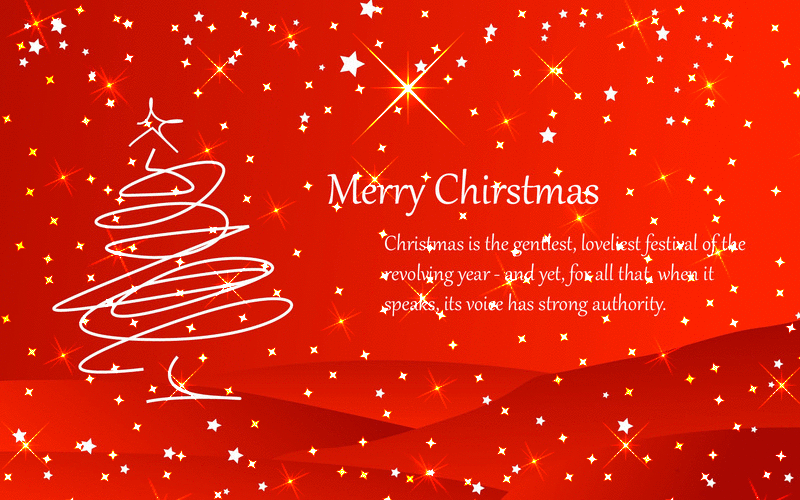 Merry Chirstmas
Christmas is the gentlest, loveliest festival of the
revolving year - and yet, for all that, when it
speaks, its voice has strong authority.